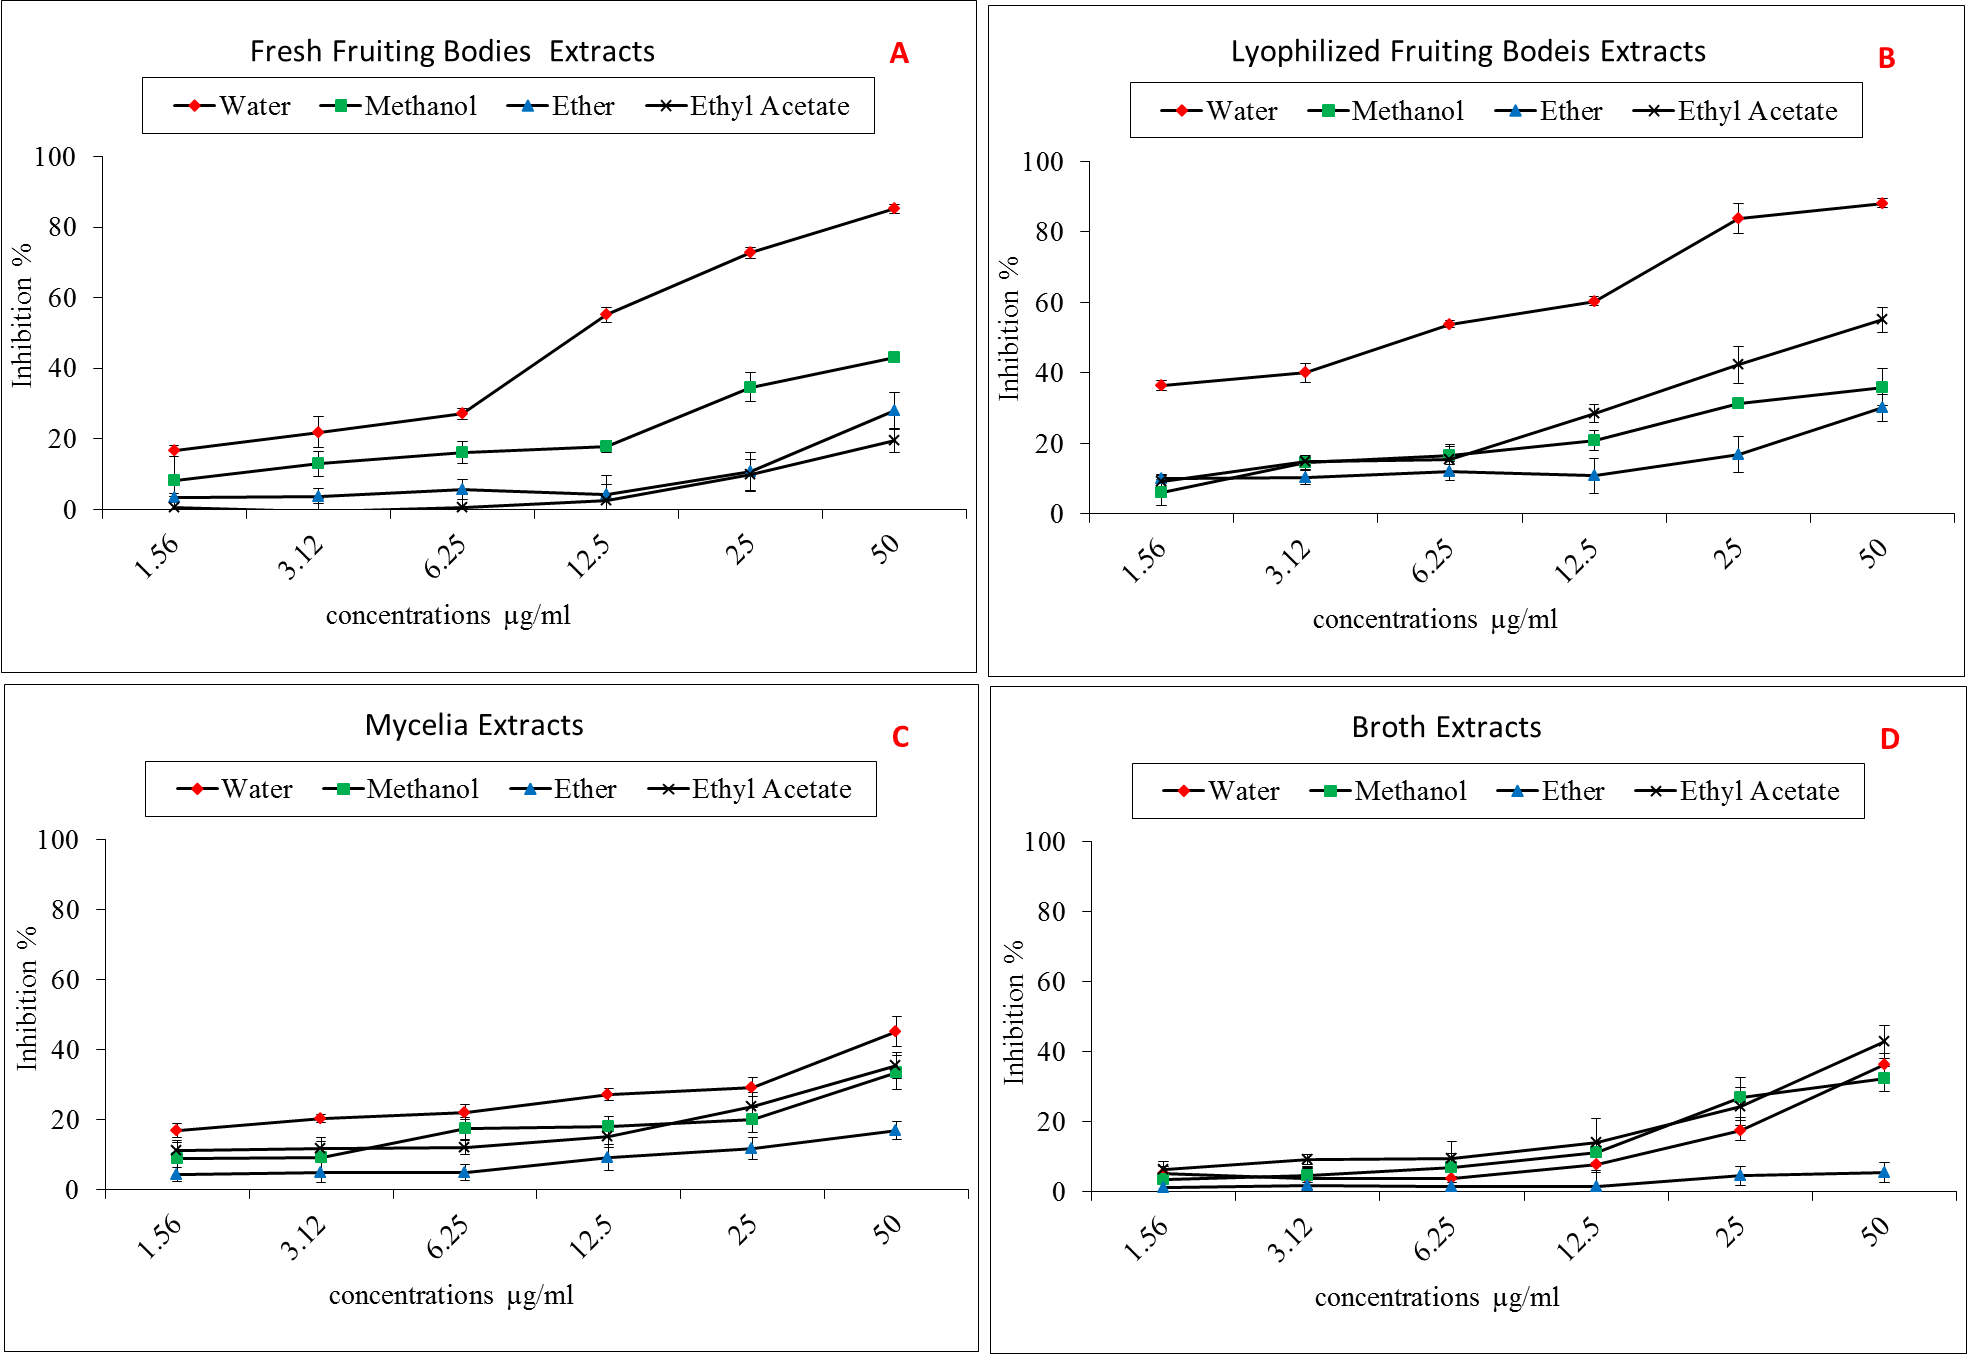 Fresh Fruiting Bodies Extracts
A
Water Methanol Ether Ethyl Acetate
100
80
60
40
20
0
Inhibition %
1.56 3.12 6.25 12.5 25 50
concentrations µg/ml
Lyophilized Fruiting Bodeis Extracts
B
Water Methanol Ether Ethyl Acetate
100
80
60
40
20
0
Inhibition %
1.56 3.12 6.25 12.5 25 50
concentrations µg/ml
Mycelia Extracts
C
Water Methanol Ether Ethyl Acetate
100
80
60
40
20
0
Inhibition %
1.56 3.12 6.25 12.5 25 50
concentrations µg/ml
Broth Extracts
D
Water Methanol Ether Ethyl Acetate
100
80
60
40
20
0
Inhibition %
1.56 3.12 6.25 12.5 25 50
concentrations µg/ml